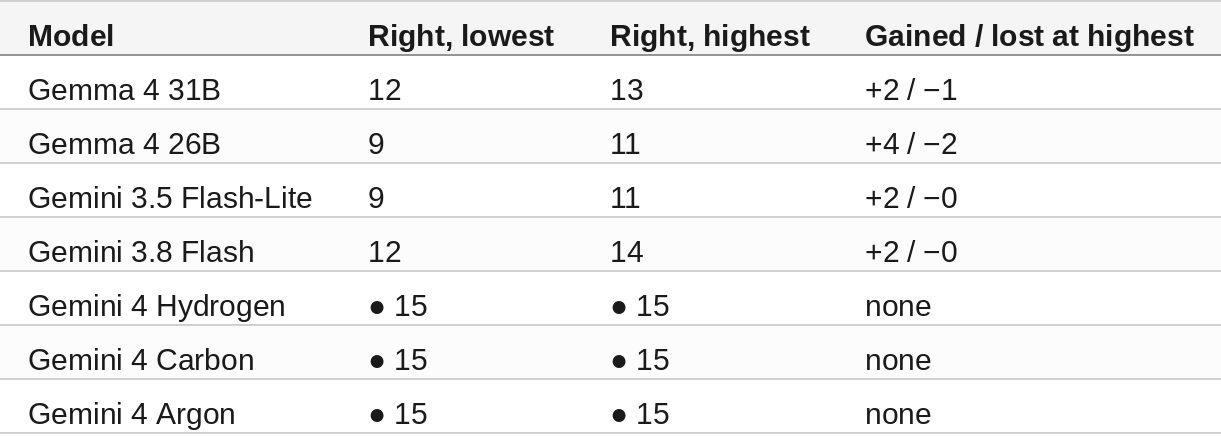 Model Right, lowest Right, highest Gained / lost at highest
Gemma 4 31B 12 13 +2 / −1
Gemma 4 26B 9 11 +4 / −2
Gemini 3.5 Flash-Lite 9 11 +2 / −0
Gemini 3.8 Flash 12 14 +2 / −0
Gemini 4 Hydrogen ● 15 ● 15 none
Gemini 4 Carbon ● 15 ● 15 none
Gemini 4 Argon ● 15 ● 15 none